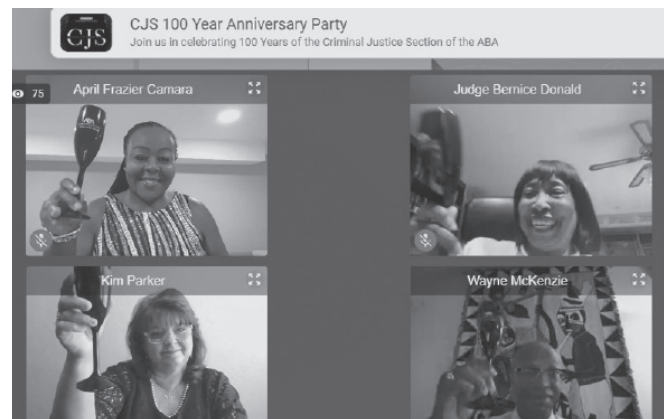 CJS
CJS 100 Year Anniversary Party
Join us in celebrating 100 Years of the Criminal Justice Section of the ABA
75
April Frazier Camara
Judge Bernice Donald
Kim Parker
Wayne McKenzie